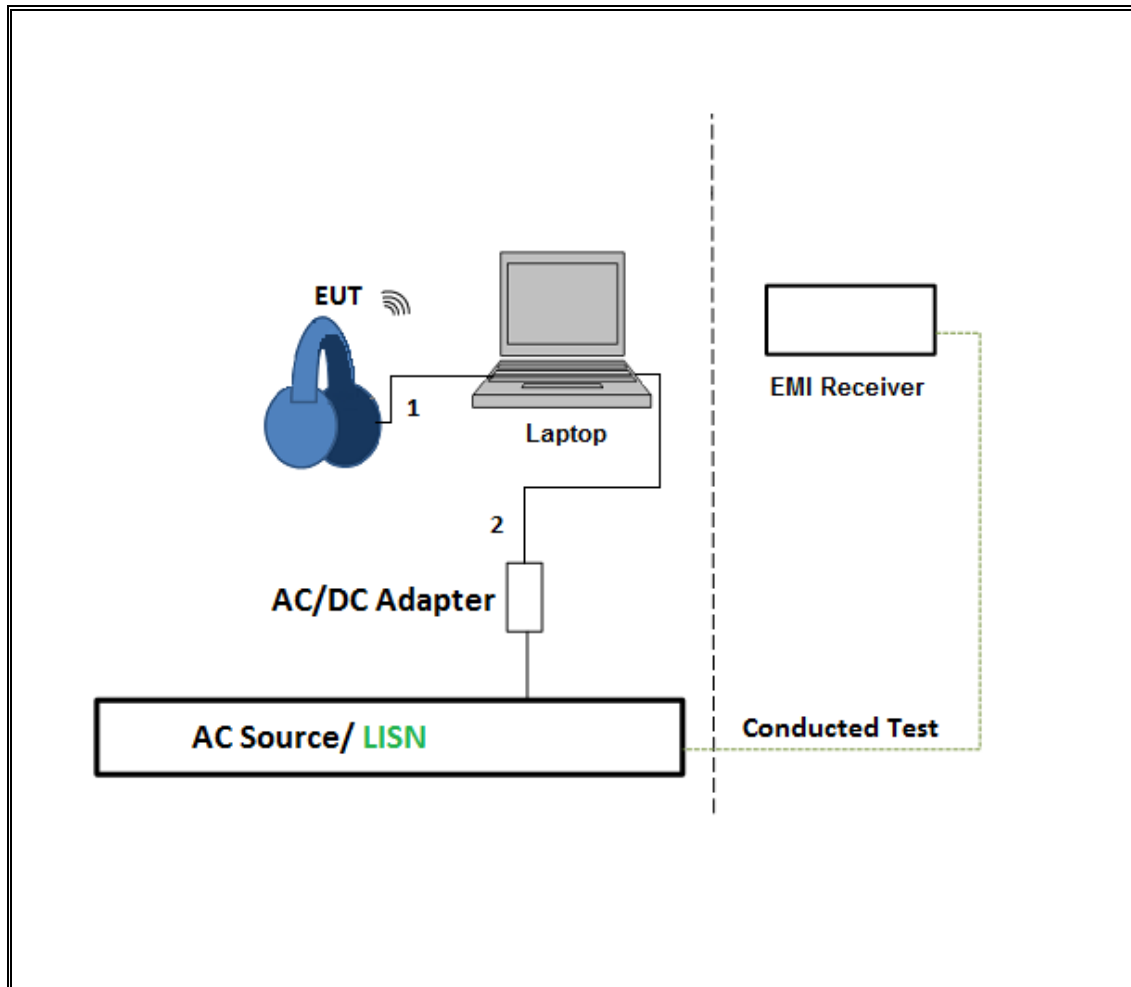 EUT
1
Laptop
EMI Receiver
2
AC/DC Adapter
AC Source/ LISN
Conducted Test